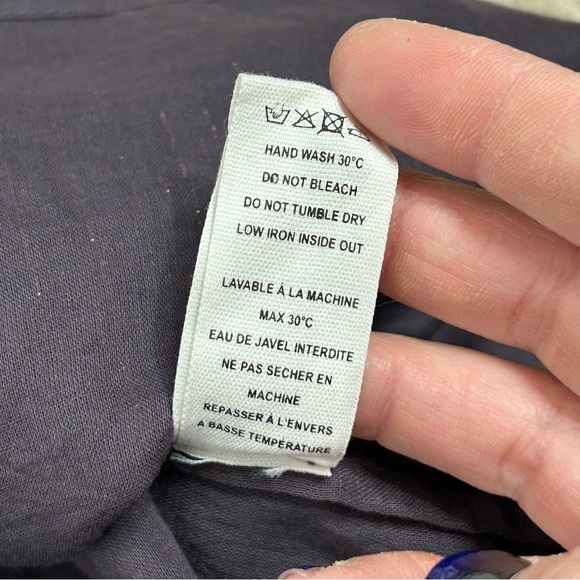 HAND WASH 30°C
DO NOT BLEACH
DO NOT TUMBLE DRY
LOW IRON INSIDE OUT
LAVABLE À LA MACHINE
MAX 30°C
EAU DE JAVEL INTERDITE
NE PAS SECHER EN
MACHINE
REPASSER À L'ENVERS
A BASSE TEMPÉRATURE